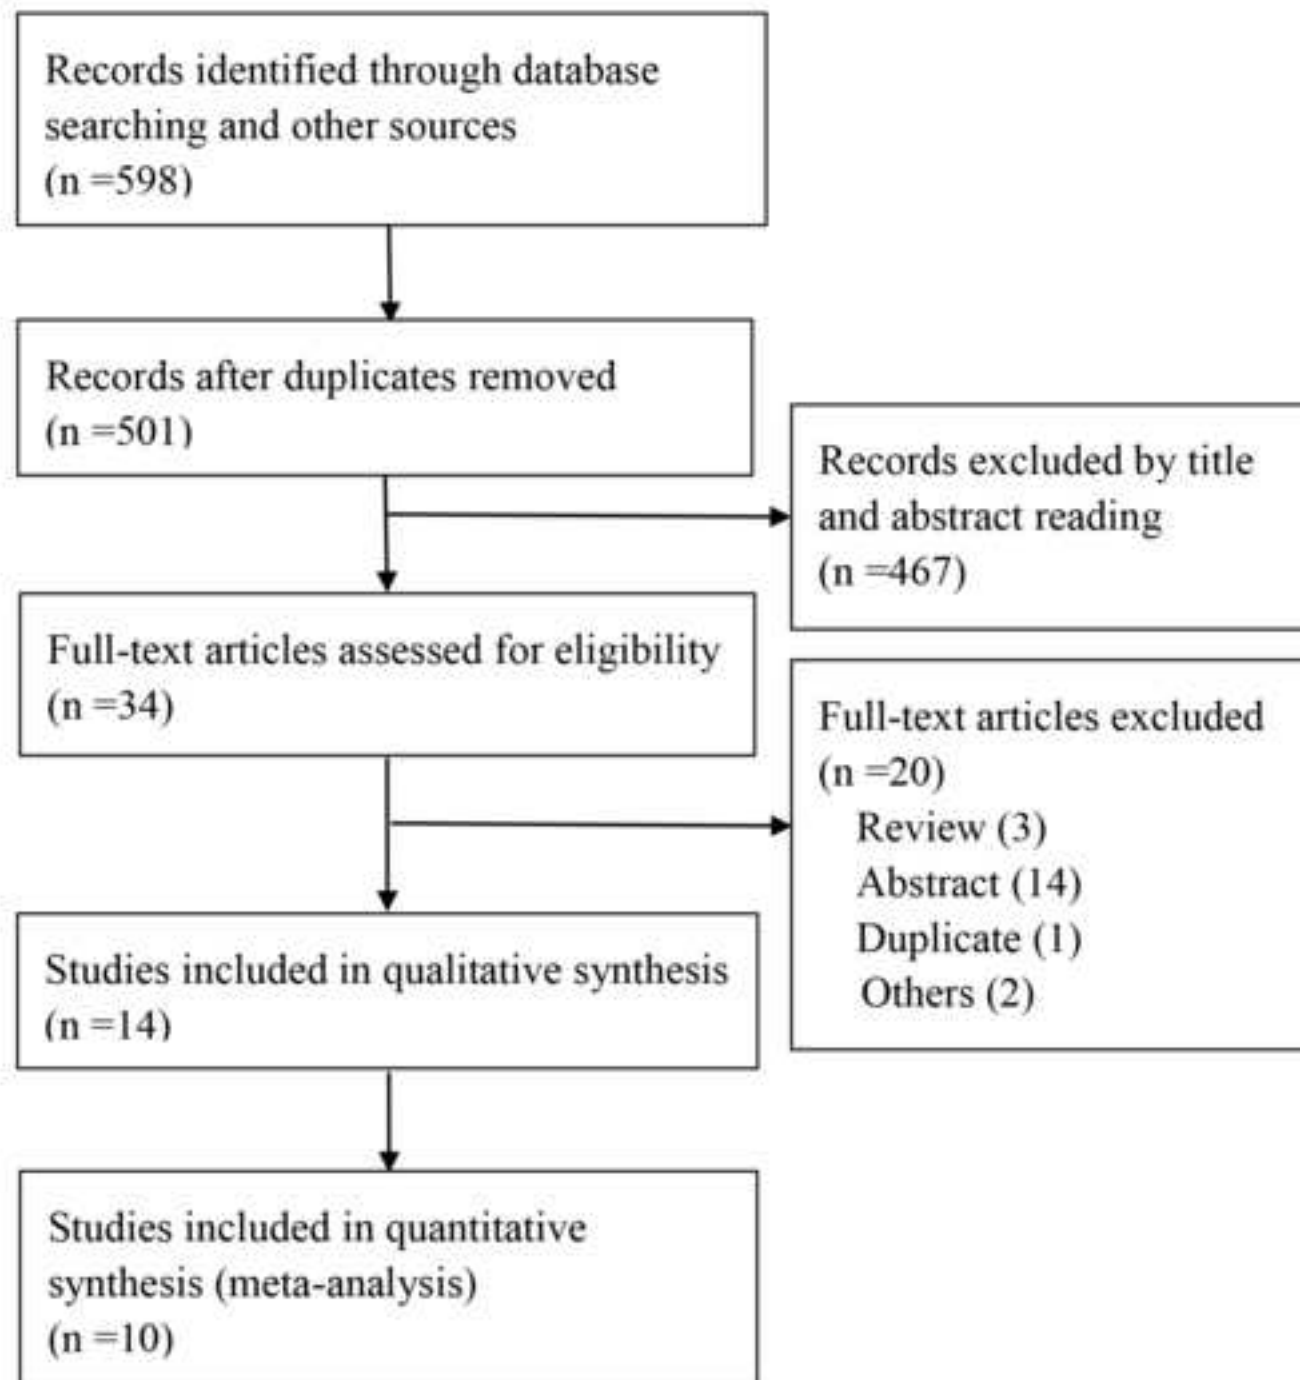 Records identified through database
searching and other sources
(n =598)
Records after duplicates removed
(n =501)
Records excluded by title
and abstract reading
(n =467)
Full-text articles assessed for eligibility
(n =34)
Full-text articles excluded
(n =20)
Review (3)
Abstract (14)
Duplicate (1)
Others (2)
Studies included in qualitative synthesis
(n =14)
Studies included in quantitative
synthesis (meta-analysis)
(n =10)